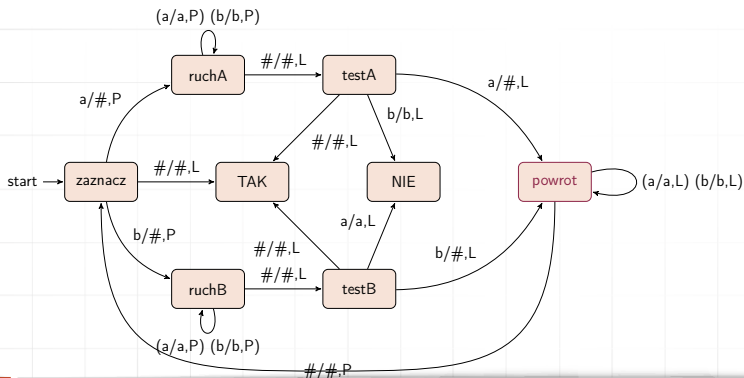 (a/a,P) (b/b,P)
ruchA
#/#,L
testA
a/#,L
a/#,P
b/b,L
#/#,L
start
zaznacz
#/#,L
TAK
NIE
powrot
(a/a,L) (b/b,L)
b/#,P
a/a,L
#/#,L
b/#,L
ruchB
#/#,L
testB
(a/a,P) (b/b,P)
#/#,P